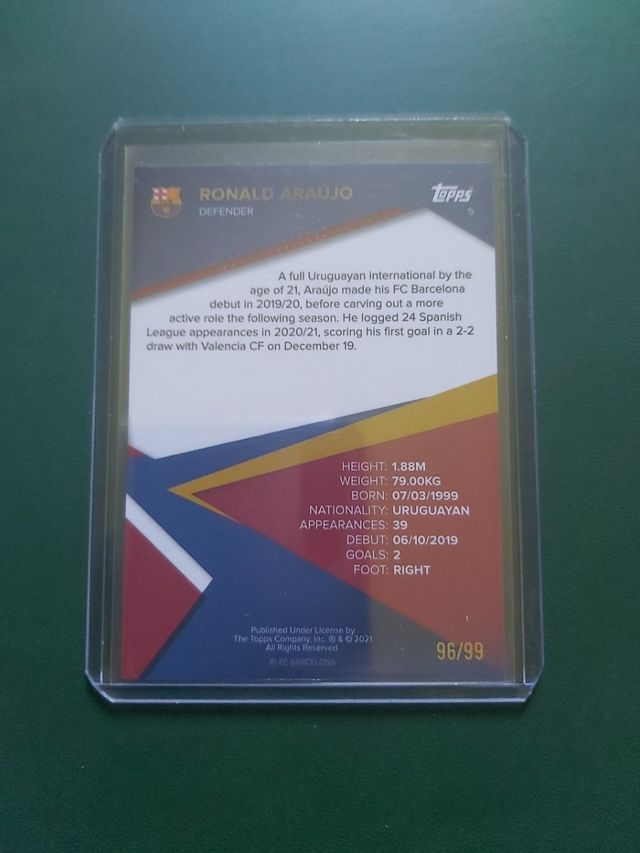 RONALD ARAÚJO
Topps
DEFENDER
5
A full Uruguayan international by the
age of 21, Araújo made his FC Barcelona
debut in 2019/20, before carving out a more
active role the following season. He logged 24 Spanish
League appearances in 2020/21, scoring his first goal in a 2-2
draw with Valencia CF on December 19.
HEIGHT: 1.88M
WEIGHT: 79.00KG
BORN: 07/03/1999
NATIONALITY: URUGUAYAN
APPEARANCES: 39
DEBUT: 06/10/2019
GOALS: 2
FOOT: RIGHT
Published Under License by
The Topps Company, Inc. ® & © 2021
All Rights Reserved.
© FC BARCELONA
96/99